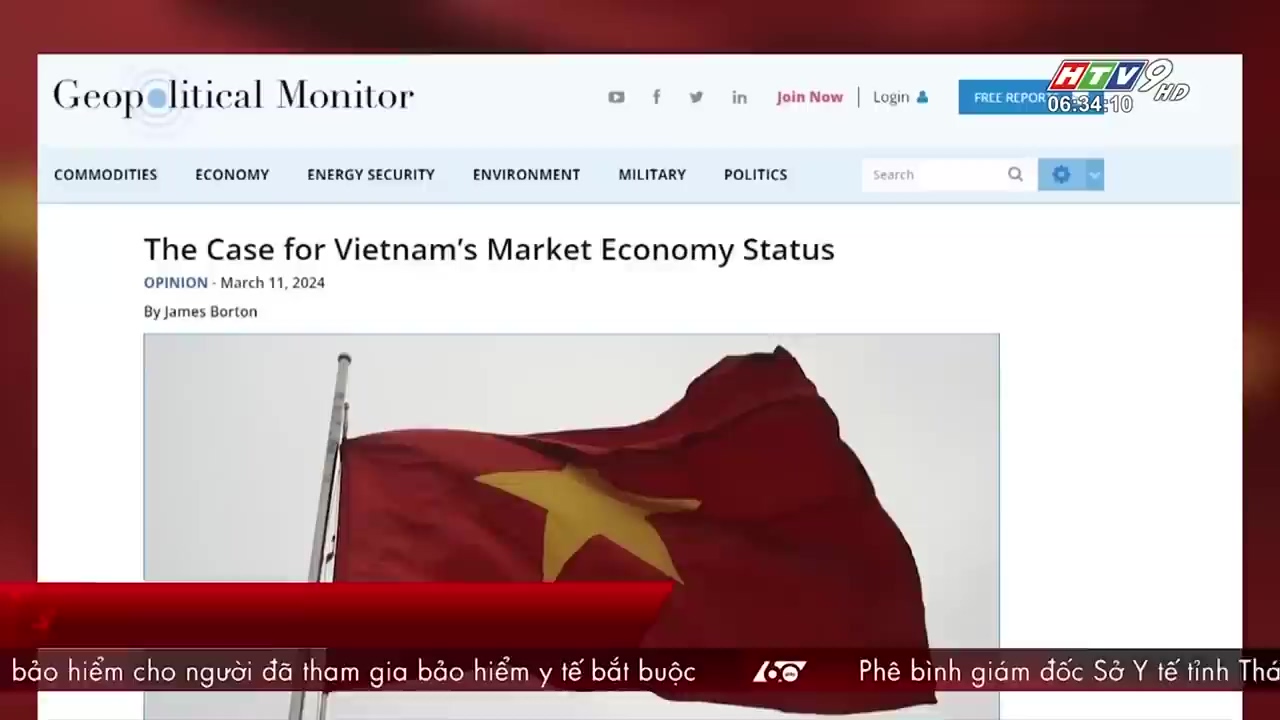 Geopolitical Monitor
Join Now
Login
FREE REPOR
HTV9 HD
06:34:10
COMMODITIES
ECONOMY
ENERGY SECURITY
ENVIRONMENT
MILITARY
POLITICS
Search
The Case for Vietnam’s Market Economy Status
OPINION - March 11, 2024
By James Borton
bảo hiểm cho người đã tham gia bảo hiểm y tế bắt buộc
Phê bình giám đốc Sở Y tế tỉnh Thá